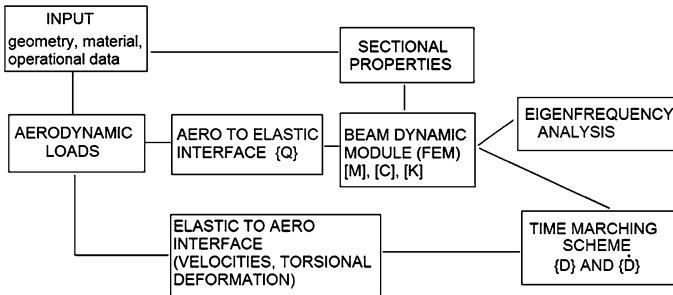 INPUT
geometry, material,
operational data
SECTIONAL
PROPERTIES
AERODYNAMIC
LOADS
AERO TO ELASTIC
INTERFACE {Q}
BEAM DYNAMIC
MODULE (FEM)
[M], [C], [K]
EIGENFREQUENCY
ANALYSIS
ELASTIC TO AERO
INTERFACE
(VELOCITIES, TORSIONAL
DEFORMATION)
TIME MARCHING
SCHEME
{D} AND {Ḋ}